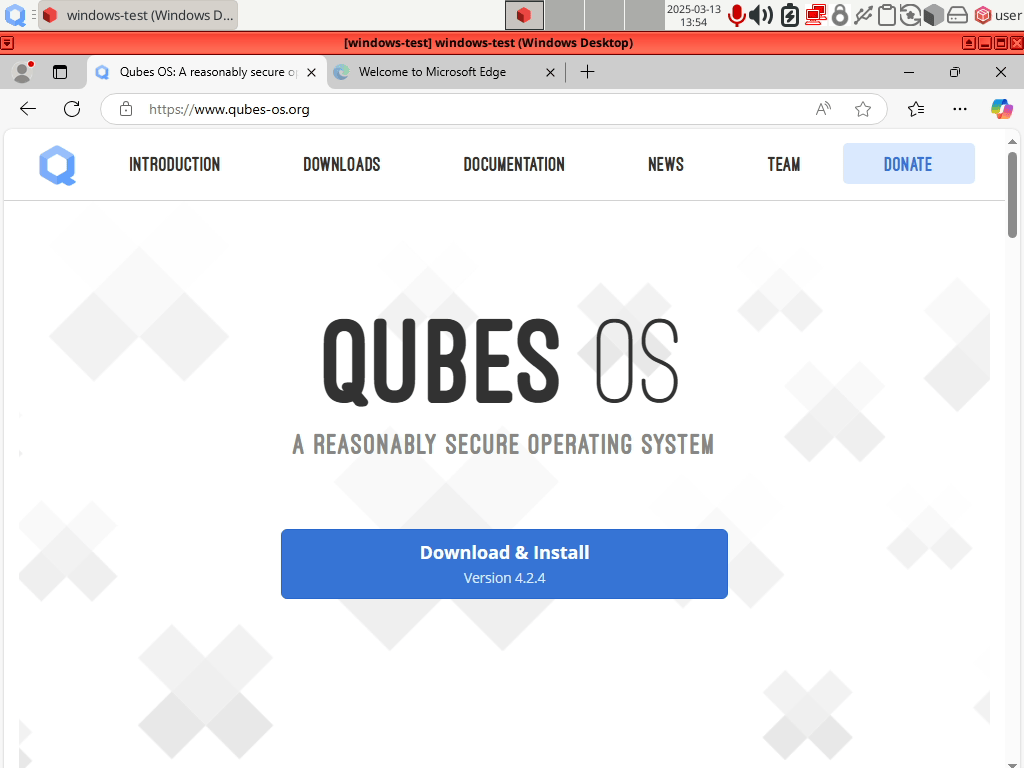 windows-test (Windows D...
2025-03-13
13:54
user
[windows-test] windows-test (Windows Desktop)
Qubes OS: A reasonably secure o
Welcome to Microsoft Edge
https://www.qubes-os.org
INTRODUCTION
DOWNLOADS
DOCUMENTATION
NEWS
TEAM
DONATE
QUBES OS
A REASONABLY SECURE OPERATING SYSTEM
Download & Install
Version 4.2.4